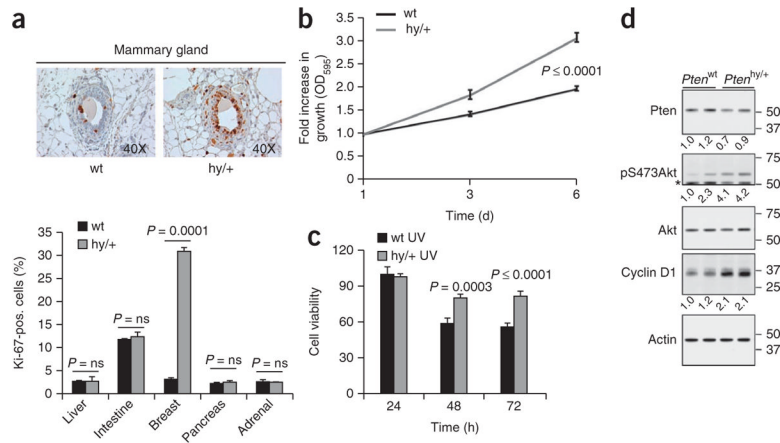 a
Mammary gland
40X
40X
wt
hy/+
wt
hy/+
Ki-67-pos. cells (%)
35
30
25
20
15
10
5
0
P = ns
P = ns
P = 0.0001
P = ns
P = ns
Liver
Intestine
Breast
Pancreas
Adrenal
b
wt
hy/+
Fold increase in
growth (OD595)
3.5
3.0
2.5
2.0
1.5
1.0
0.5
0
P ≤ 0.0001
1
3
6
Time (d)
c
wt UV
hy/+ UV
Cell viability
120
90
60
30
0
P = 0.0003
P ≤ 0.0001
24
48
72
Time (h)
d
Ptenwt Ptenhy/+
Pten
50
37
1.0 1.2 0.7 0.9
pS473Akt
75
50
*
1.0 2.3 4.1 4.2
Akt
75
50
Cyclin D1
37
25
1.0 1.2 2.1 2.1
Actin
50
37